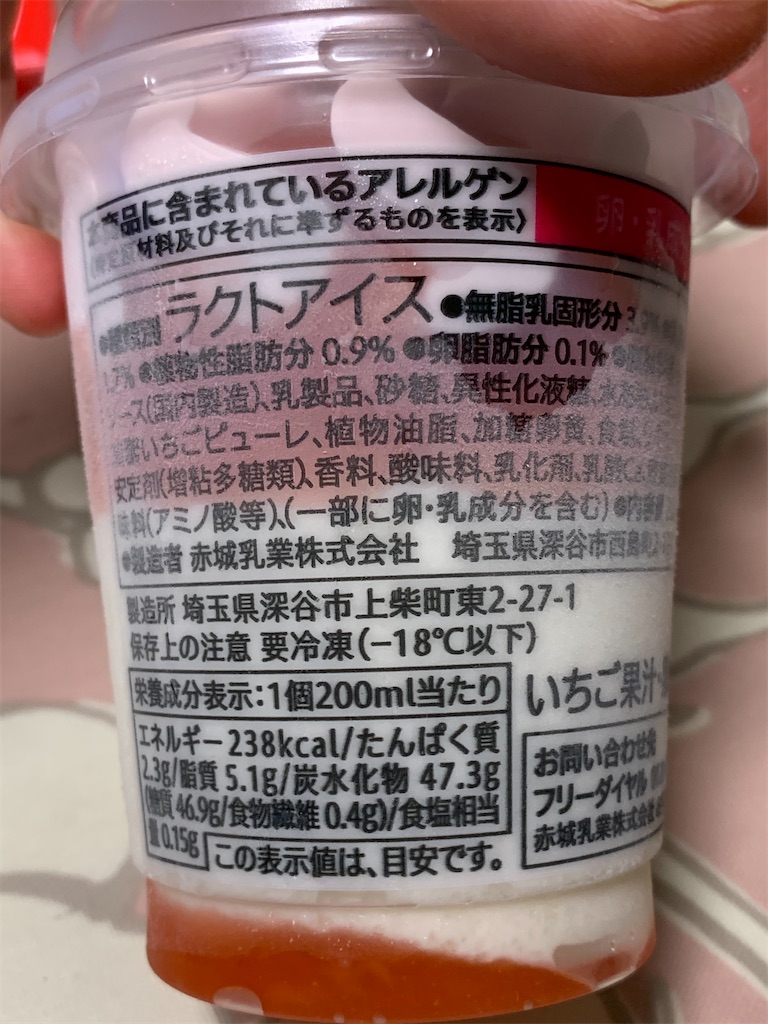 本商品に含まれているアレルゲン
材料及びそれに準ずるものを表示〉
卵・乳成
ラクトアイス ●無脂乳固形分
●植物性脂肪分 0.9% ●卵脂肪分 0.1%
ース(国内製造)、乳製品、砂糖、異性化液糖、水
いちごピューレ、植物油脂、加糖卵黄、食塩、
安定剤(増粘多糖類)、香料、酸味料、乳化剤、乳酸Ca、
味料(アミノ酸等)、(一部に卵・乳成分を含む) ●内容量
●製造者 赤城乳業株式会社 埼玉県深谷市西島町2-
製造所 埼玉県深谷市上柴町東2-27-1
保存上の注意 要冷凍(−18℃以下)
栄養成分表示:1個200ml当たり
エネルギー 238kcal/たんぱく質
2.3g/脂質 5.1g/炭水化物 47.3g
(糖質 46.9g/食物繊維 0.4g)/食塩相当
量 0.15g
この表示値は、目安です。
いちご果汁・
お問い合わせ先
フリーダイヤル
赤城乳業株式会社